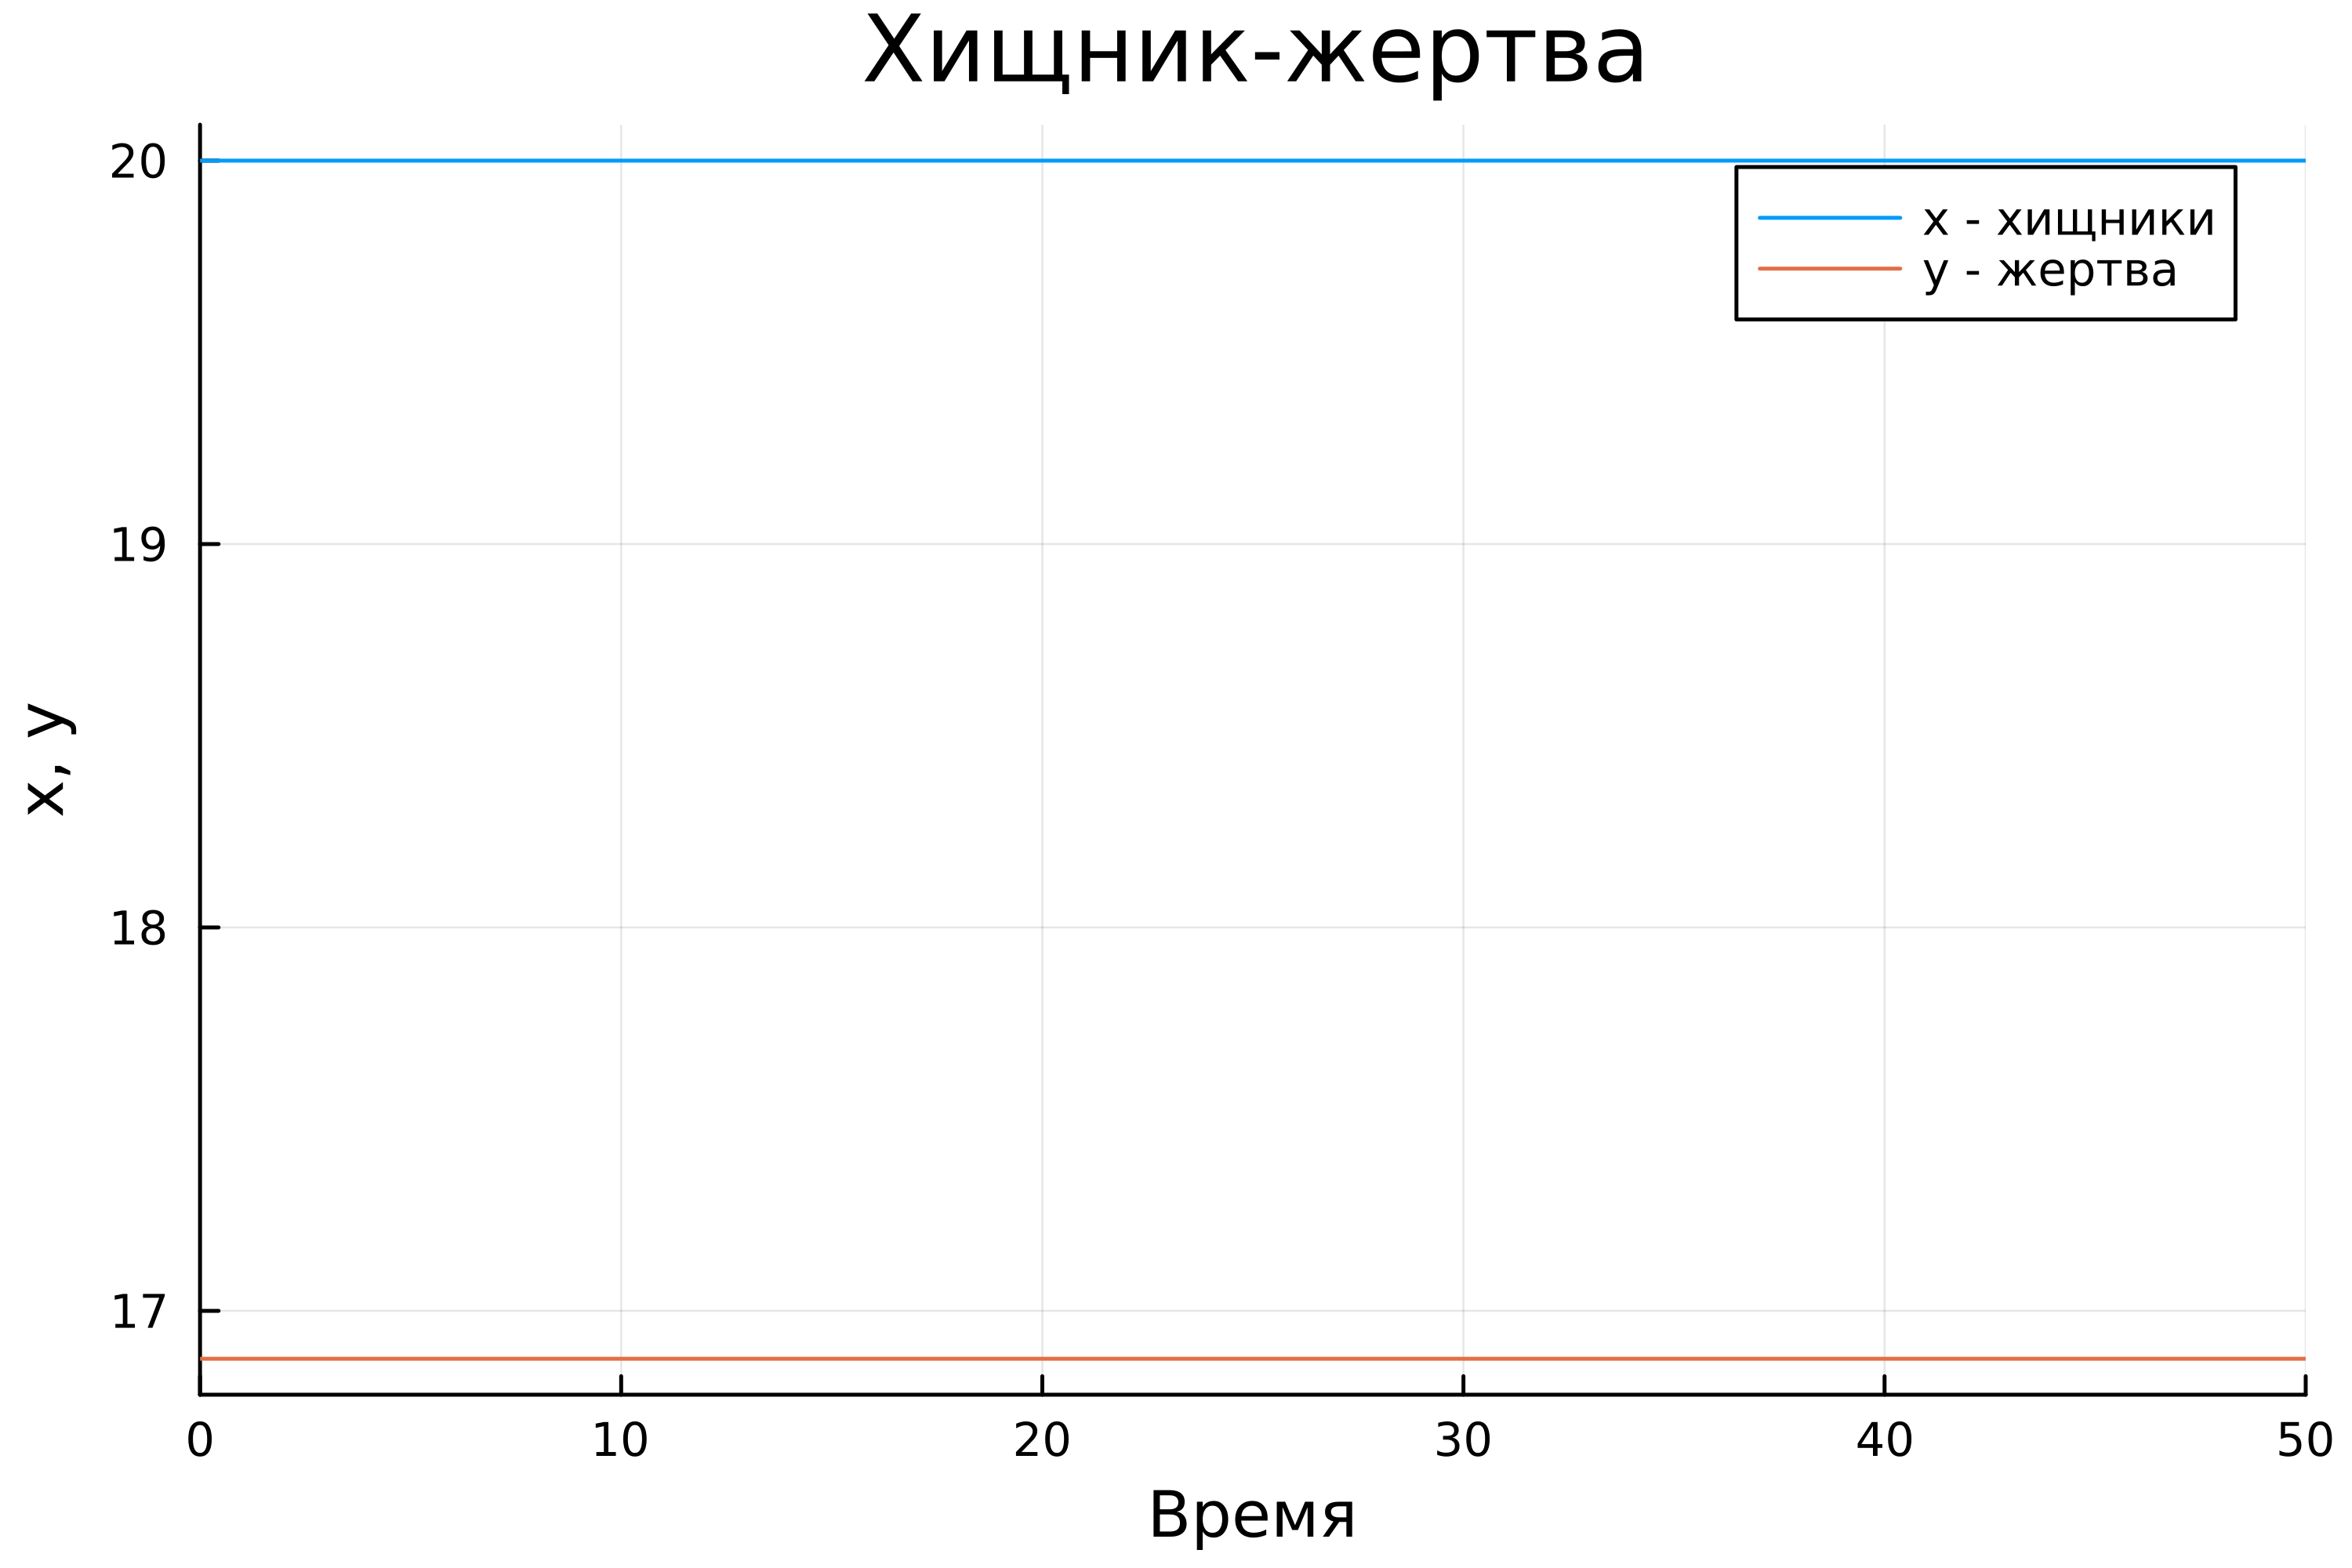 Хищник-жертва
20
х - хищники
у - жертва
19
x, y
18
17
0 10 20 30 40 50
Время